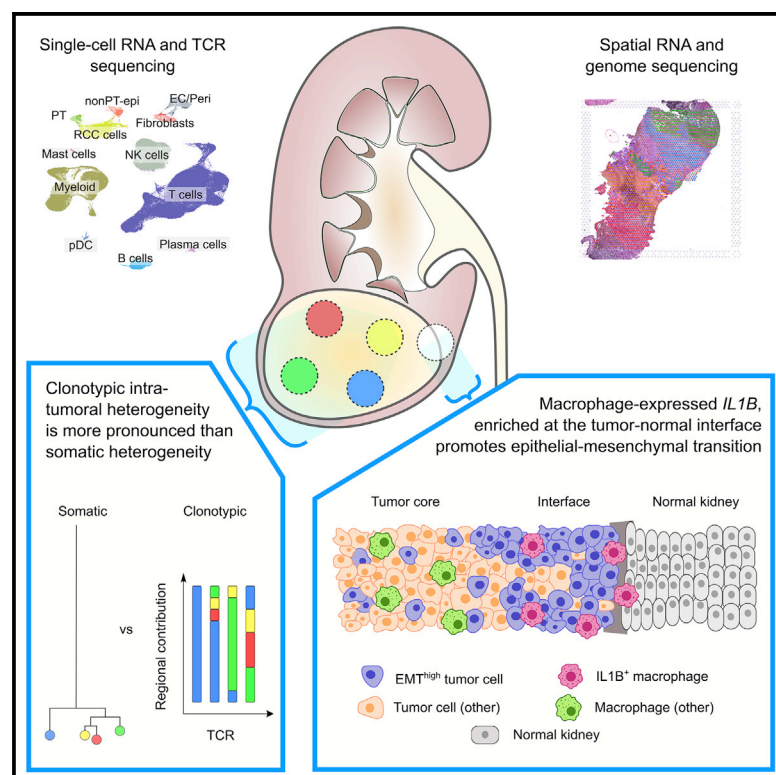 Single-cell RNA and TCR
sequencing
nonPT-epi
EC/Peri
PT
RCC cells
Fibroblasts
Mast cells
NK cells
Myeloid
T cells
pDC
Plasma cells
B cells
Spatial RNA and
genome sequencing
Clonotypic intra-
tumoral heterogeneity
is more pronounced than
somatic heterogeneity
Somatic
Clonotypic
vs
Regional contribution
TCR
Macrophage-expressed IL1B,
enriched at the tumor-normal interface
promotes epithelial-mesenchymal transition
Tumor core
Interface
Normal kidney
EMThigh tumor cell
IL1B+ macrophage
Tumor cell (other)
Macrophage (other)
Normal kidney